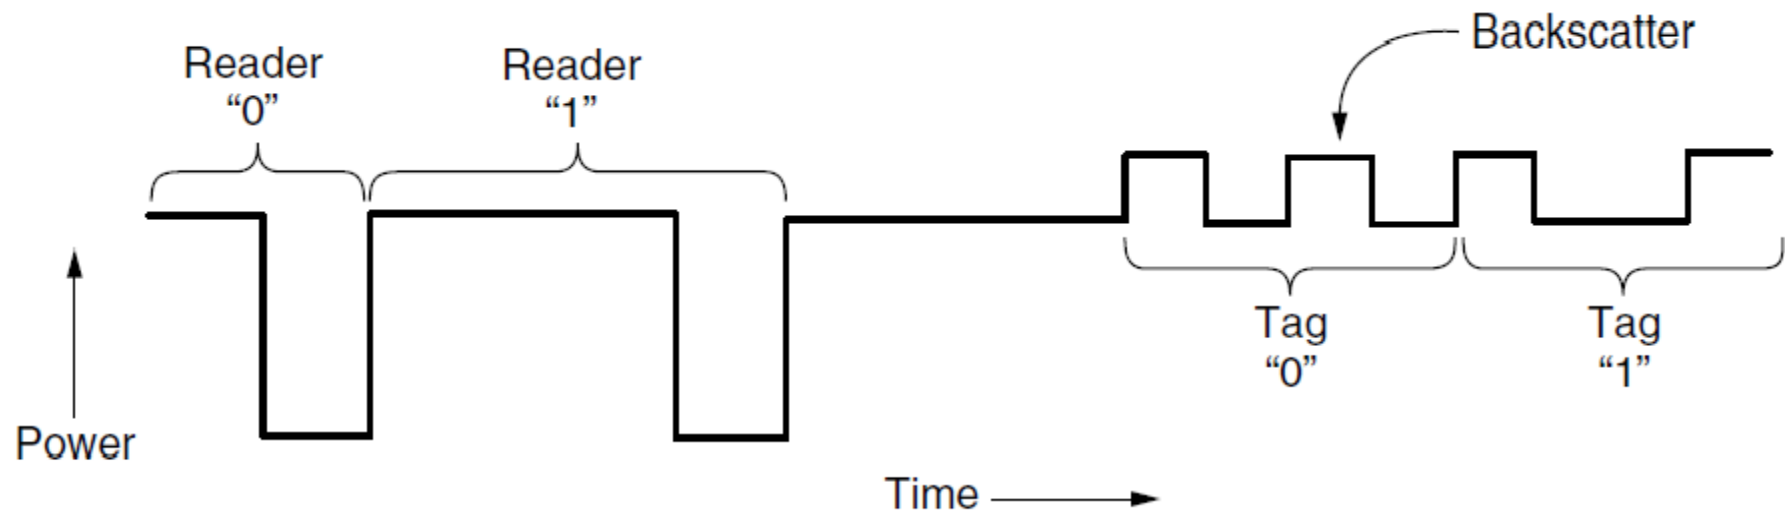 Backscatter
Reader
“0”
Reader
“1”
Tag
“0”
Tag
“1”
Power
Time